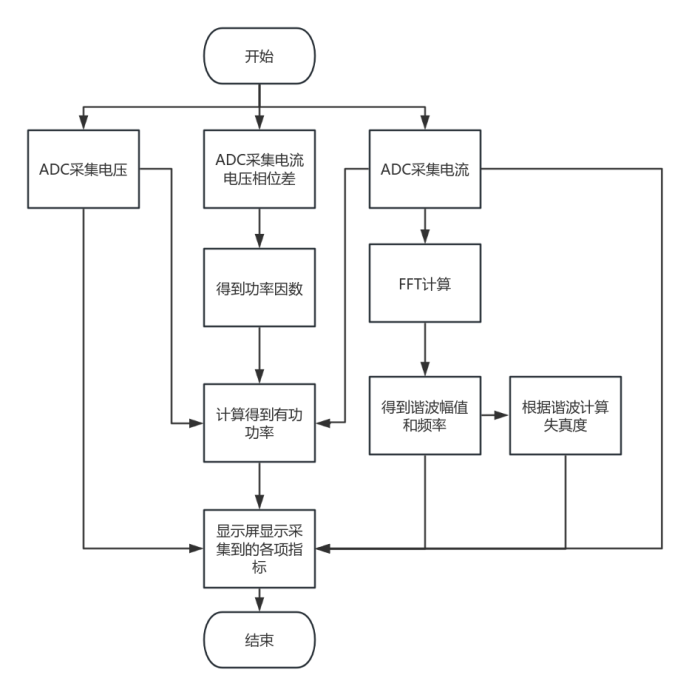 开始
ADC采集电压
ADC采集电流
电压相位差
ADC采集电流
得到功率因数
FFT计算
计算得到有功
功率
得到谐波幅值
和频率
根据谐波计算
失真度
显示屏显示采
集到的各项指
标
结束